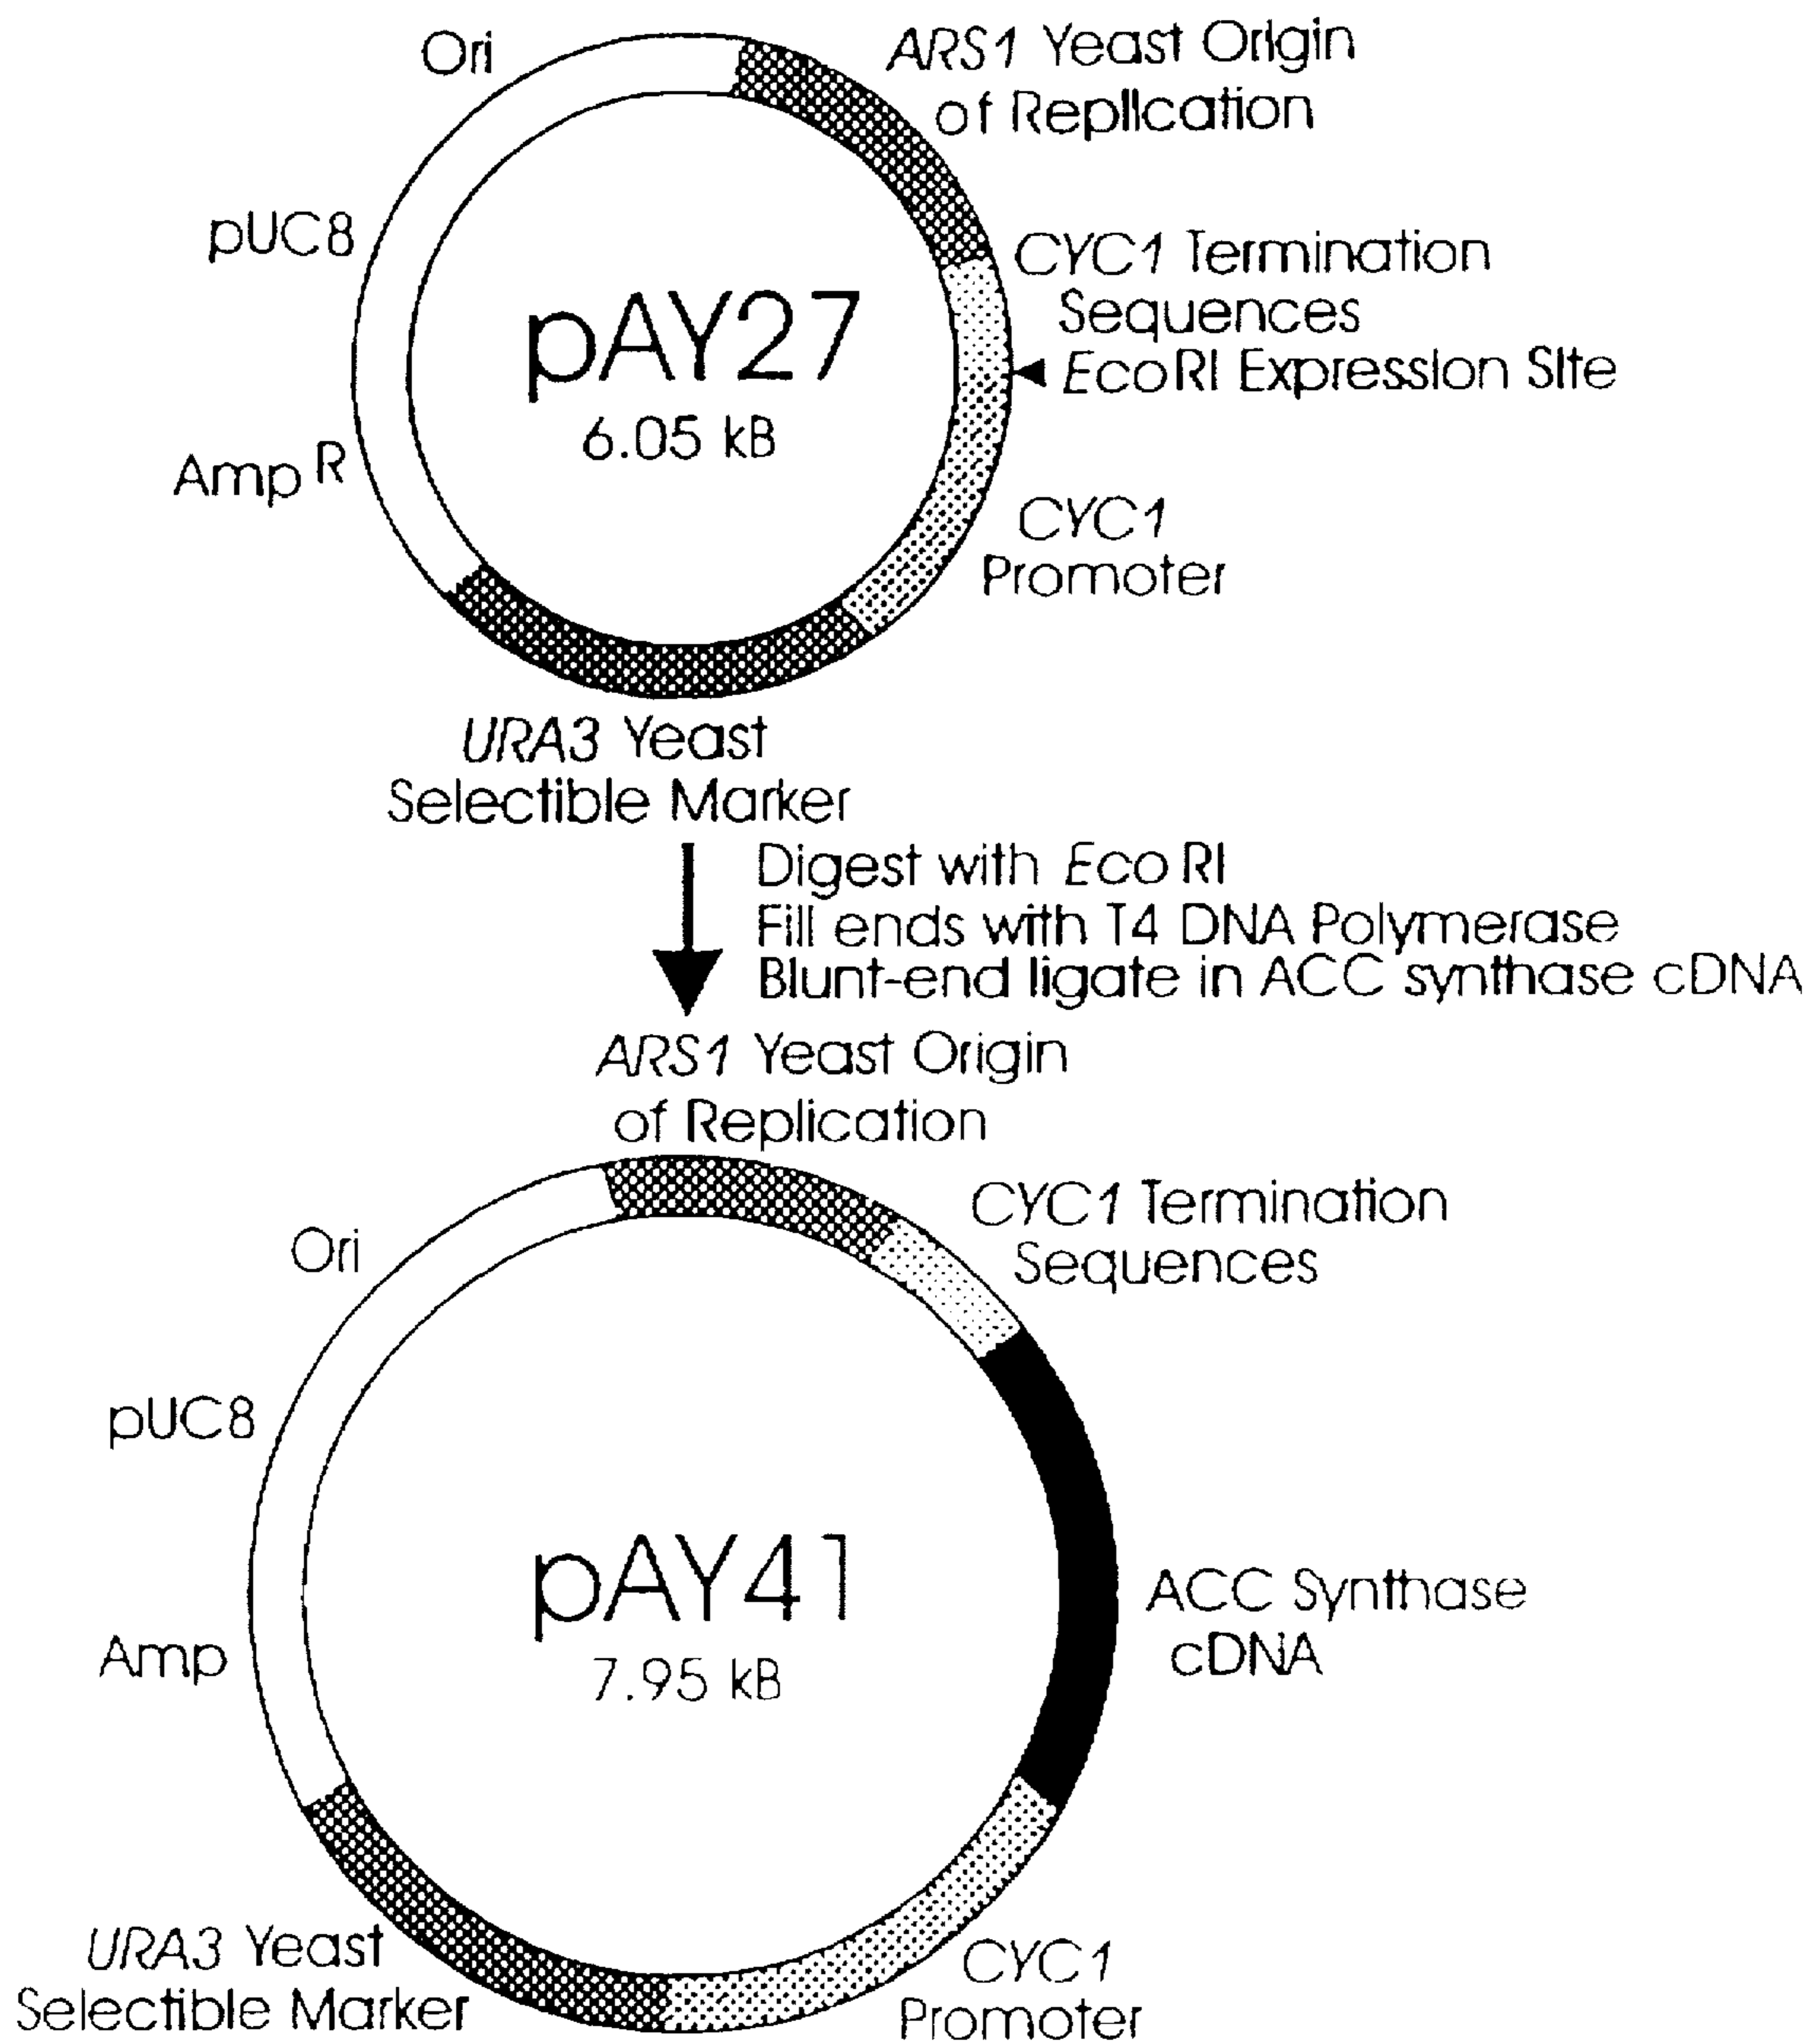 Ori
ARS1 Yeast Origin
of Replication
pUC8
CYC1 Termination
Sequences
pAY27
EcoRI Expression Site
6.05 kB
Amp R
CYC1
Promoter
URA3 Yeast
Selectible Marker
Digest with Eco RI
Fill ends with T4 DNA Polymerase
Blunt-end ligate in ACC synthase cDNA
ARS1 Yeast Origin
of Replication
CYC1 Termination
Sequences
Ori
pUC8
pAY41
7.95 kB
ACC Synthase
cDNA
Amp
URA3 Yeast
Selectible Marker
CYC1
Promoter